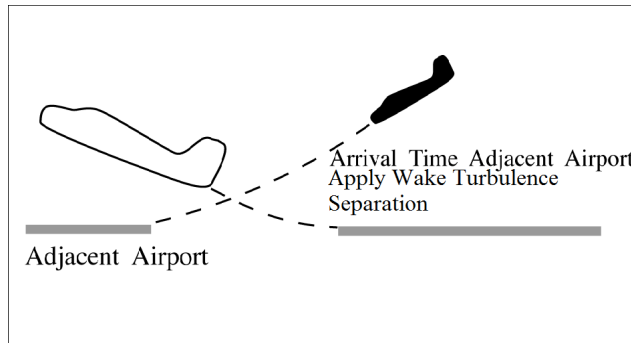 Arrival Time Adjacent Airport
Apply Wake Turbulence
Separation
Adjacent Airport